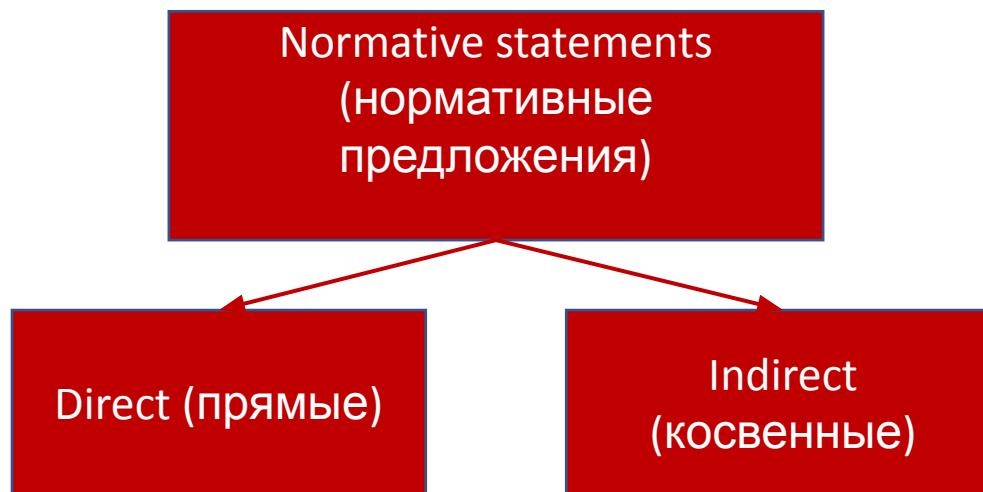 Normative statements
(нормативные
предложения)
Direct (прямые)
Indirect
(косвенные)